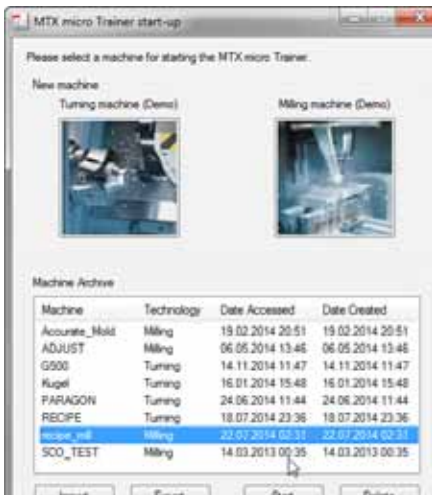 MTX micro Trainer start-up
Please select a machine for starting the MTX micro Trainer.
New machine
Turning machine (Demo) Milling machine (Demo)
Machine Archive
Machine Technology Date Accessed Date Created
Accurate_Mold Milling 19.02.2014 20:51 19.02.2014 20:51
ADJUST Milling 06.05.2014 13:46 06.05.2014 13:46
G500 Turning 14.11.2014 11:47 14.11.2014 11:47
Kugel Turning 16.01.2014 15:48 16.01.2014 15:48
PARAGON Turning 24.06.2014 11:44 24.06.2014 11:44
RECIPE Turning 18.07.2014 23:36 18.07.2014 23:36
recipe_mill Milling 22.07.2014 02:31 22.07.2014 02:31
SCO_TEST Milling 14.03.2013 00:35 14.03.2013 00:35